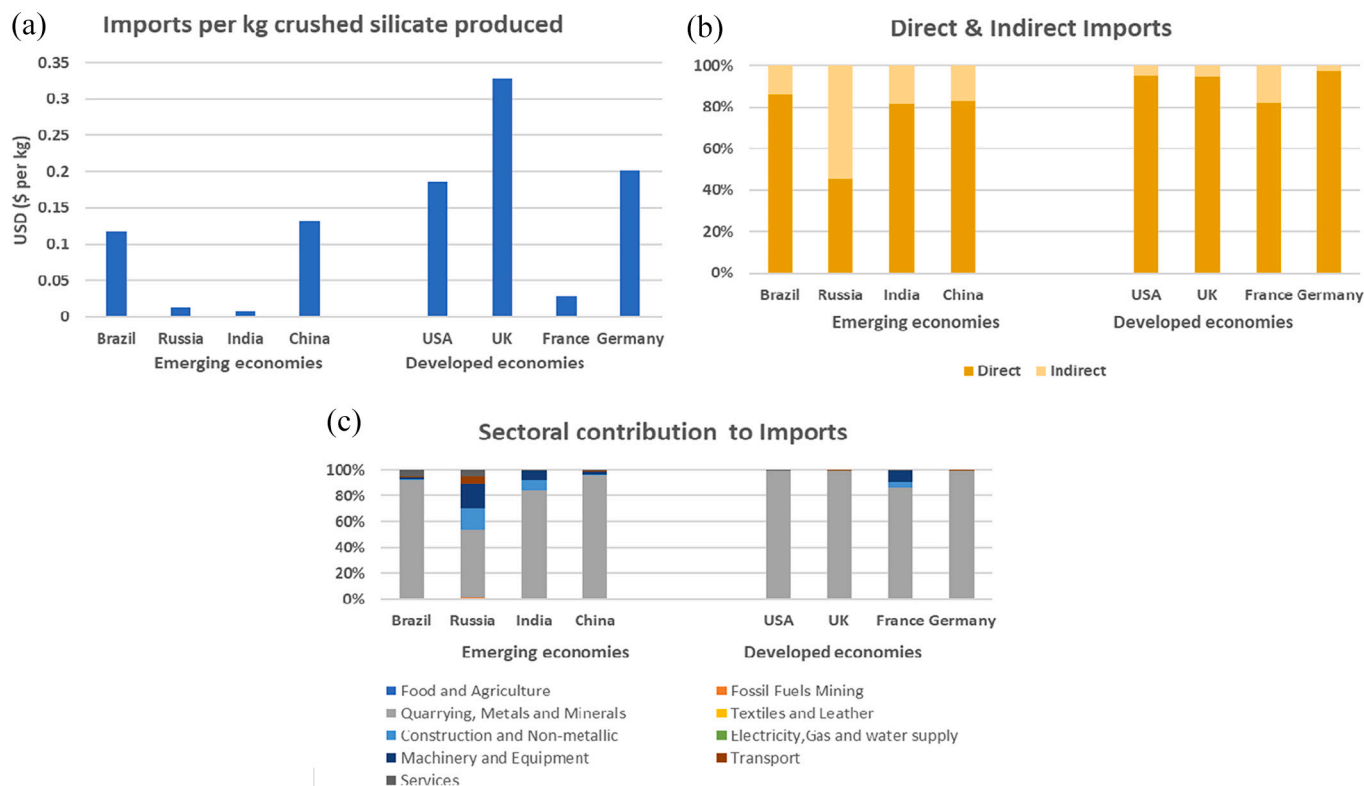 (a)
Imports per kg crushed silicate produced
USD ($ per kg)
0.35
0.3
0.25
0.2
0.15
0.1
0.05
0
Brazil Russia India China USA UK France Germany
Emerging economies Developed economies
(b)
Direct & Indirect Imports
100%
80%
60%
40%
20%
0%
Brazil Russia India China USA UK France Germany
Emerging economies Developed economies
Direct Indirect
(c)
Sectoral contribution to Imports
100%
80%
60%
40%
20%
0%
Brazil Russia India China USA UK France Germany
Emerging economies Developed economies
Food and Agriculture Fossil Fuels Mining
Quarrying, Metals and Minerals Textiles and Leather
Construction and Non-metallic Electricity,Gas and water supply
Machinery and Equipment Transport
Services